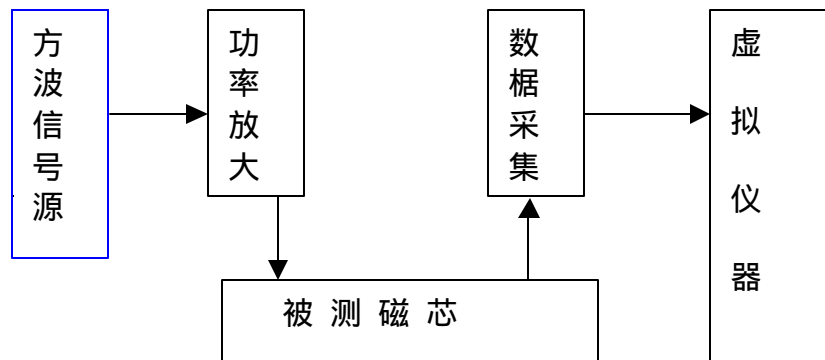 方波信号源
功率放大
数椐采集
虚拟仪器
被测磁芯